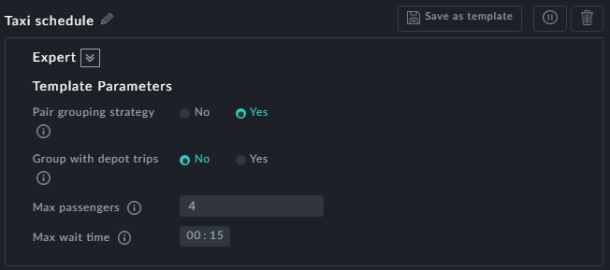 Taxi schedule
Save as template
Expert
Template Parameters
Pair grouping strategy No Yes
Group with depot trips No Yes
Max passengers 4
Max wait time 00 : 15